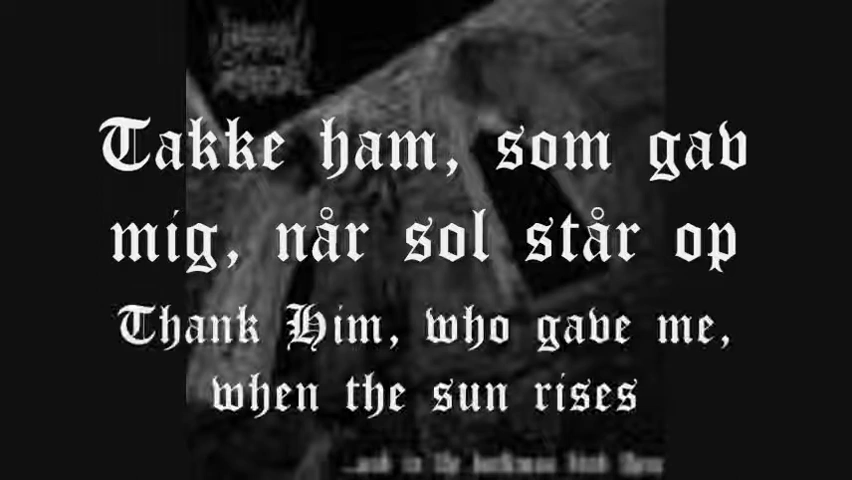 Takke ham, som gav
mig, når sol står op
Thank Him, who gave me,
when the sun rises